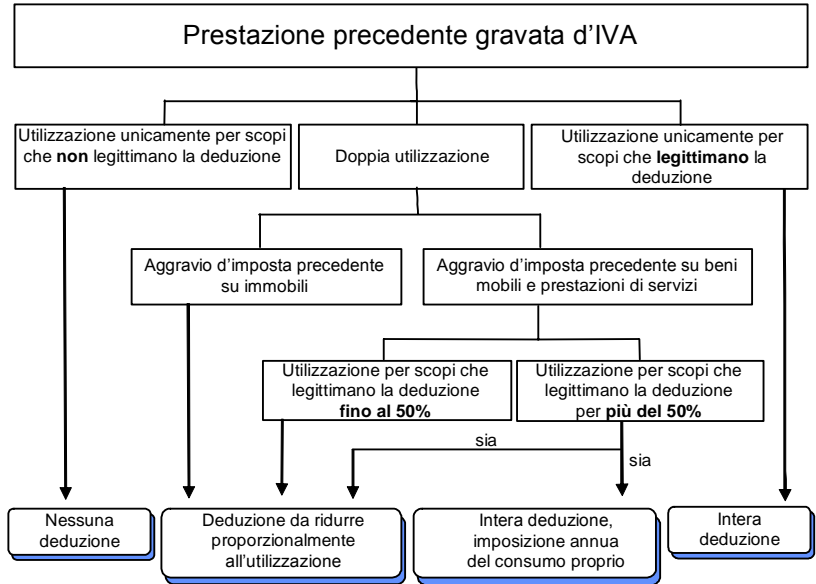 Prestazione precedente gravata d'IVA
Utilizzazione unicamente per scopi
che non legittimano la deduzione
Doppia utilizzazione
Utilizzazione unicamente per
scopi che legittimano la
deduzione
Aggravio d'imposta precedente
su immobili
Aggravio d'imposta precedente su beni
mobili e prestazioni di servizi
Utilizzazione per scopi che
legittimano la deduzione
fino al 50%
Utilizzazione per scopi che
legittimano la deduzione
per più del 50%
sia
sia
Nessuna
deduzione
Deduzione da ridurre
proporzionalmente
all'utilizzazione
Intera deduzione,
imposizione annua
del consumo proprio
Intera
deduzione